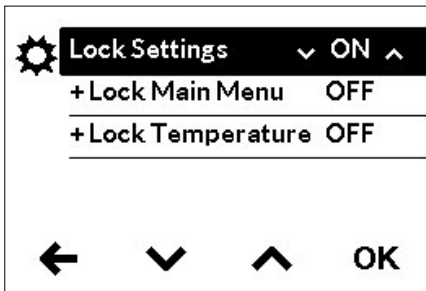 Lock Settings ON
+Lock Main Menu OFF
+Lock Temperature OFF
OK